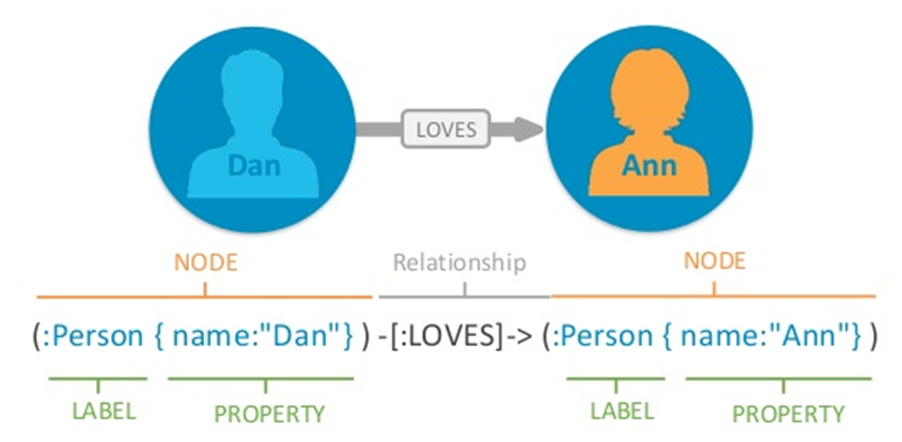 LOVES
Dan
Ann
NODE Relationship NODE
(:Person { name:"Dan"} ) -[:LOVES]-> (:Person { name:"Ann"} )
LABEL PROPERTY LABEL PROPERTY